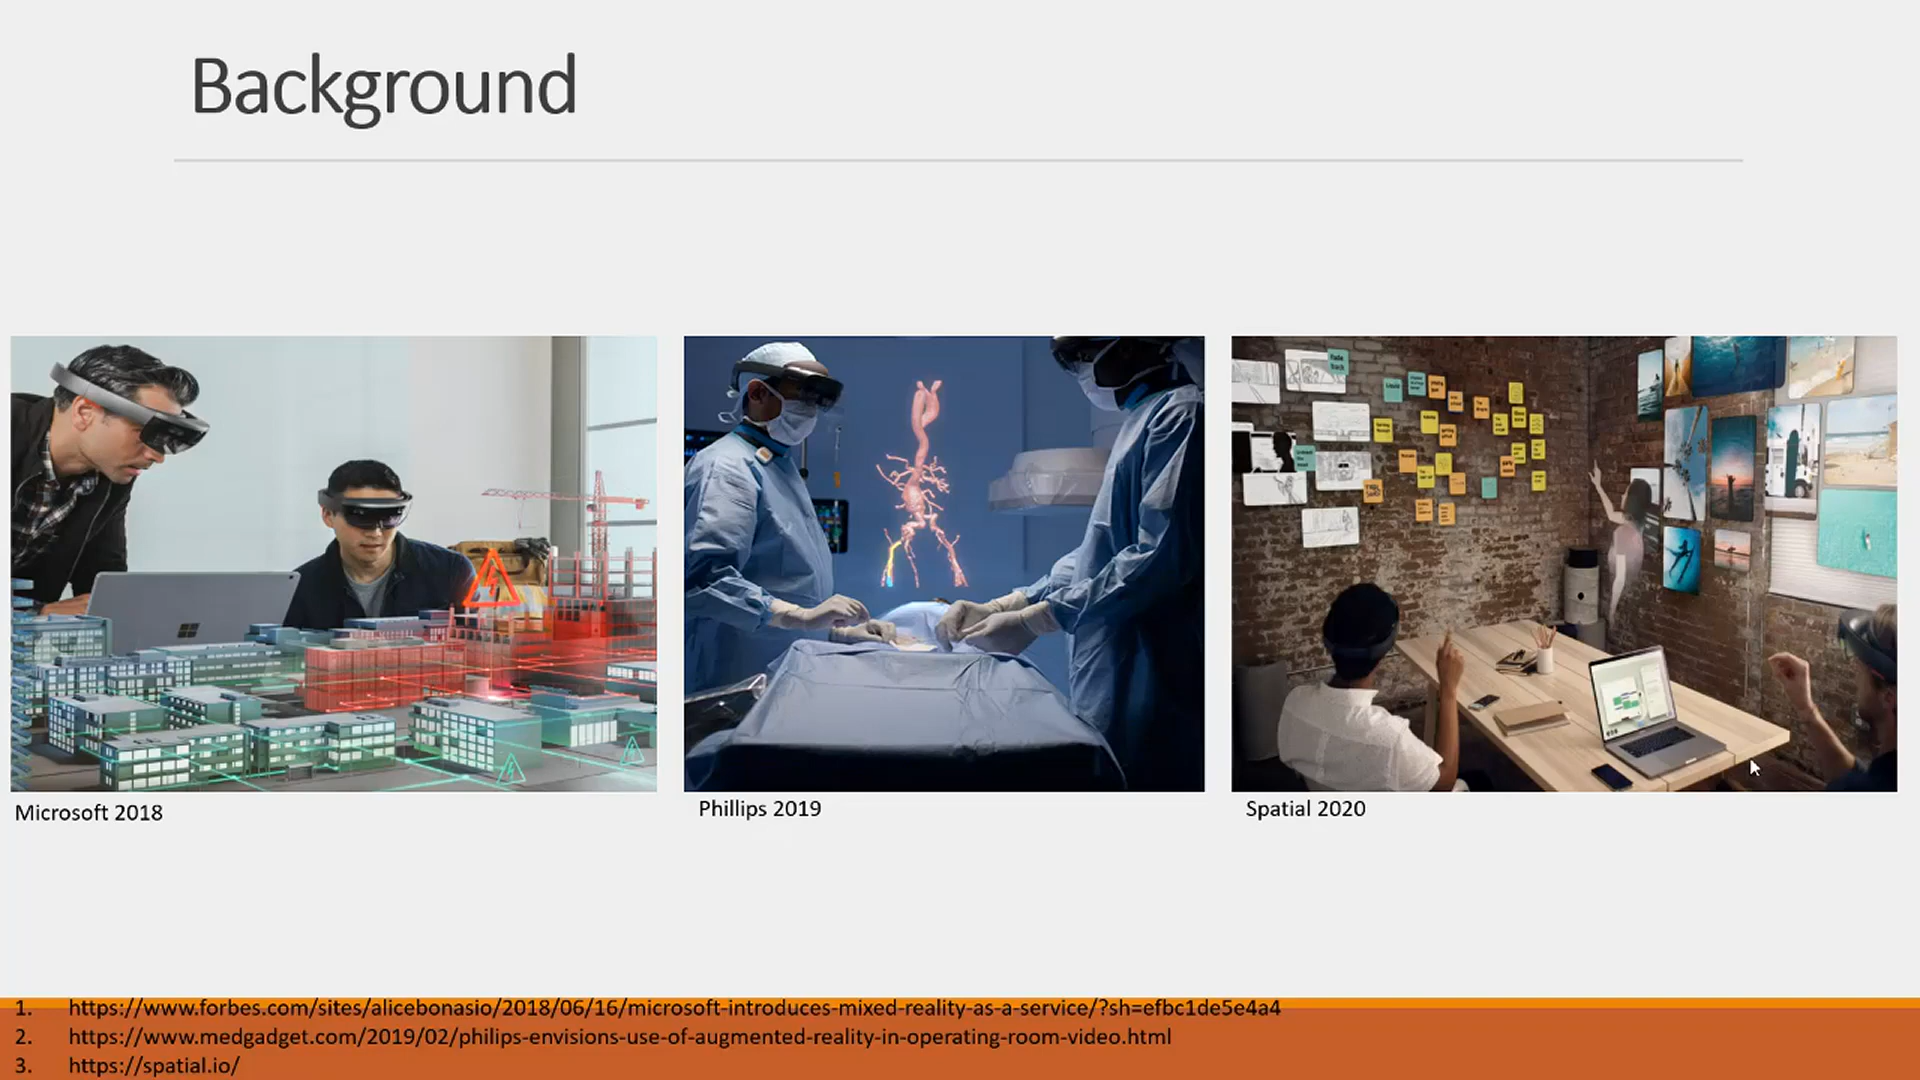 Background
Microsoft 2018
Phillips 2019
Spatial 2020
1. https://www.forbes.com/sites/alicebonasio/2018/06/16/microsoft-introduces-mixed-reality-as-a-service/?sh=efbc1de5e4a4
2. https://www.medgadget.com/2019/02/philips-envisions-use-of-augmented-reality-in-operating-room-video.html
3. https://spatial.io/